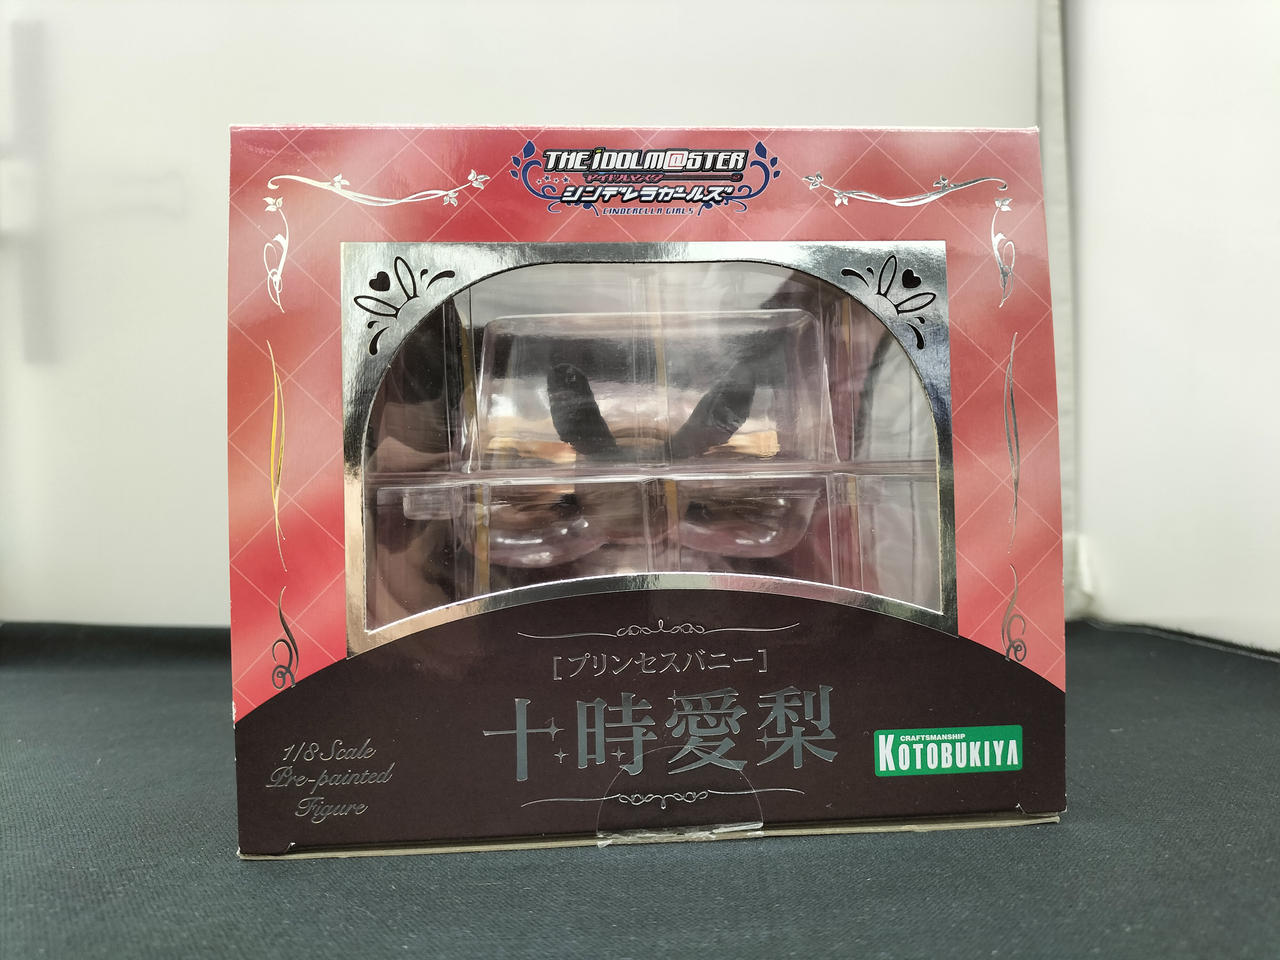 THE iDOLM@STER
アイドルマスター
シンデレラガールズ
CINDERELLA GIRLS
[プリンセスバニー]
十時愛梨
1/8 Scale
Pre-painted
Figure
CRAFTSMANSHIP
KOTOBUKIYA